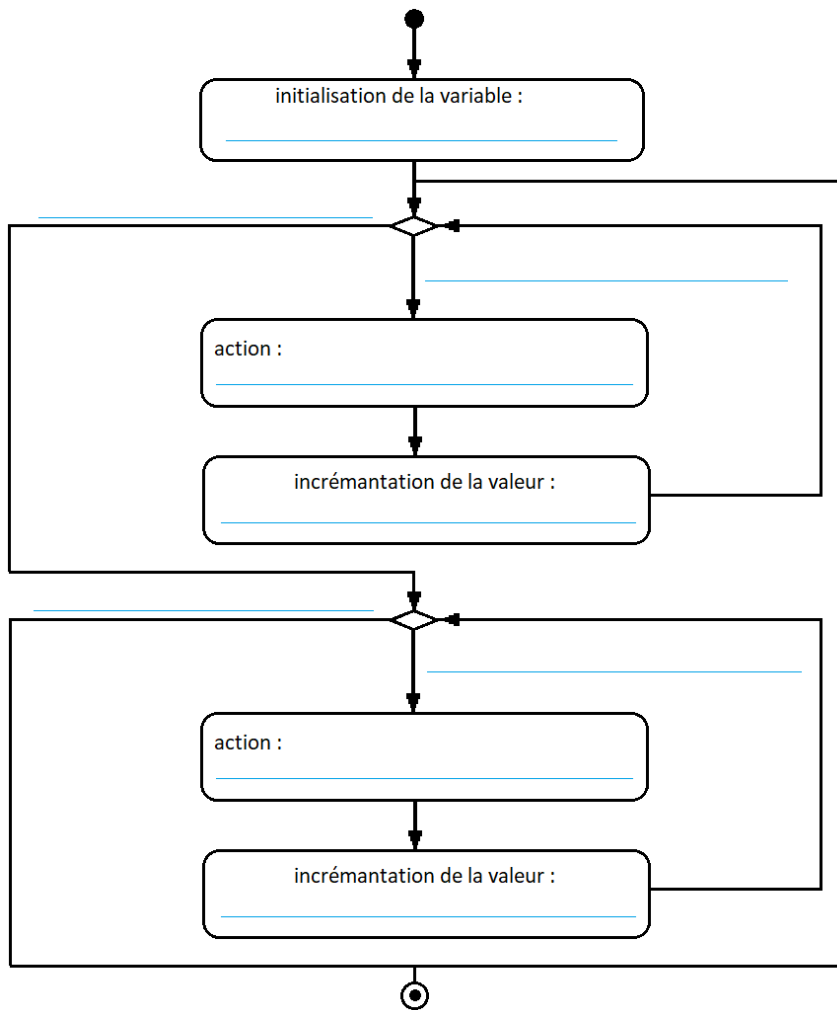 initialisation de la variable :
action :
incrémantation de la valeur :
action :
incrémantation de la valeur :